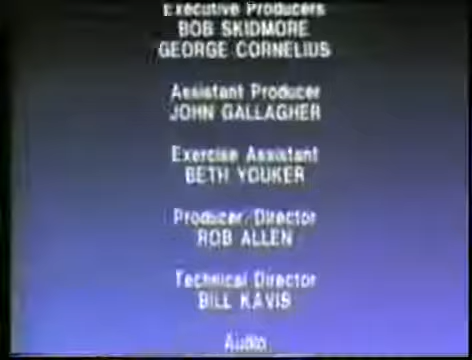 Executive Producers
BOB SKIDMORE
GEORGE CORNELIUS
Assistant Producer
JOHN GALLAGHER
Exercise Assistant
BETH YOUKER
Producer/Director
ROB ALLEN
Technical Director
BILL KAVIS
Audio